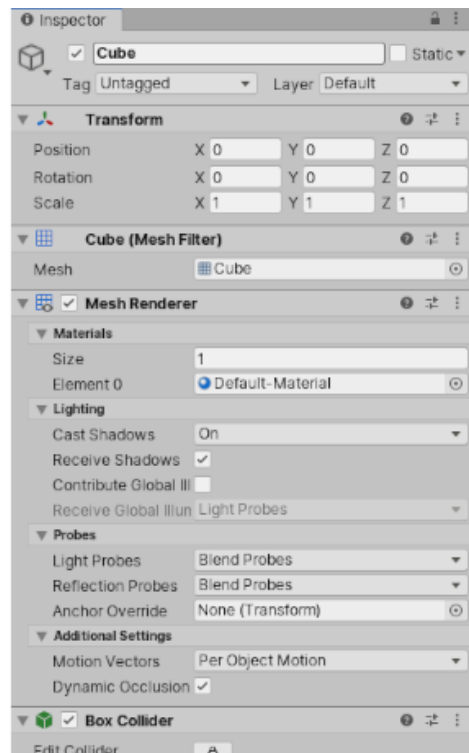 Inspector
Cube Static
Tag Untagged Layer Default
Transform
Position X 0 Y 0 Z 0
Rotation X 0 Y 0 Z 0
Scale X 1 Y 1 Z 1
Cube (Mesh Filter)
Mesh Cube
Mesh Renderer
Materials
Size 1
Element 0 Default-Material
Lighting
Cast Shadows On
Receive Shadows
Contribute Global Ill
Receive Global Illun Light Probes
Probes
Light Probes Blend Probes
Reflection Probes Blend Probes
Anchor Override None (Transform)
Additional Settings
Motion Vectors Per Object Motion
Dynamic Occlusion
Box Collider
Edit Collider